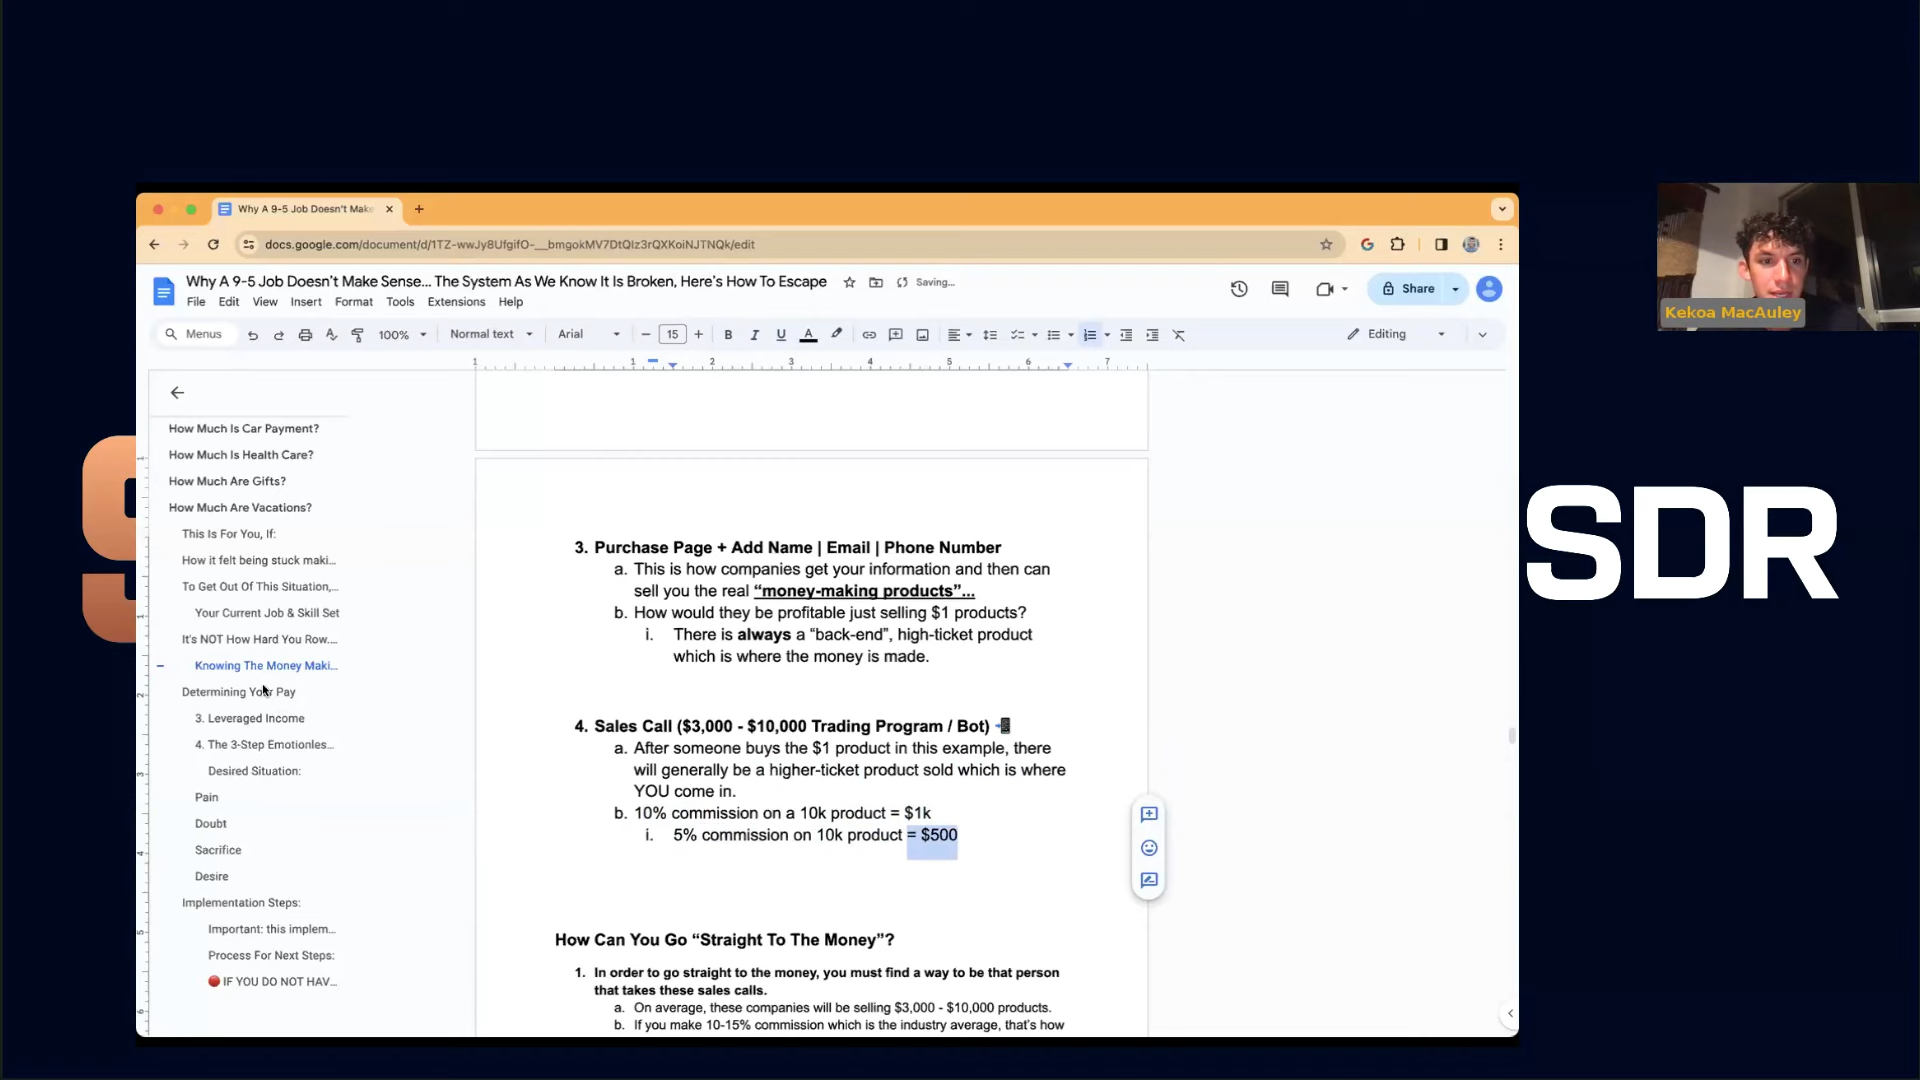 Why A 9-5 Job Doesn't Make
docs.google.com/document/d/1TZ-wwJy8UfgifO-__bmgokMV7DtQIz3rQXKoiNJTNQk/edit
Why A 9-5 Job Doesn't Make Sense... The System As We Know It Is Broken, Here's How To Escape
Saving...
File Edit View Insert Format Tools Extensions Help
Share
Menus
100%
Normal text
Arial
15
B I U A
Editing
1 1 2 3 4 5 6 7
How Much Is Car Payment?
How Much Is Health Care?
How Much Are Gifts?
How Much Are Vacations?
This Is For You, If:
How it felt being stuck maki...
To Get Out Of This Situation,...
Your Current Job & Skill Set
It's NOT How Hard You Row....
Knowing The Money Maki...
Determining Your Pay
3. Leveraged Income
4. The 3-Step Emotionles...
Desired Situation:
Pain
Doubt
Sacrifice
Desire
Implementation Steps:
Important: this implem...
Process For Next Steps:
IF YOU DO NOT HAV...
3. Purchase Page + Add Name | Email | Phone Number
a. This is how companies get your information and then can
sell you the real “money-making products”...
b. How would they be profitable just selling $1 products?
i. There is always a “back-end”, high-ticket product
which is where the money is made.
4. Sales Call ($3,000 - $10,000 Trading Program / Bot)
a. After someone buys the $1 product in this example, there
will generally be a higher-ticket product sold which is where
YOU come in.
b. 10% commission on a 10k product = $1k
i. 5% commission on 10k product = $500
How Can You Go “Straight To The Money”?
1. In order to go straight to the money, you must find a way to be that person
that takes these sales calls.
a. On average, these companies will be selling $3,000 - $10,000 products.
b. If you make 10-15% commission which is the industry average, that's how
Kekoa MacAuley
SDR